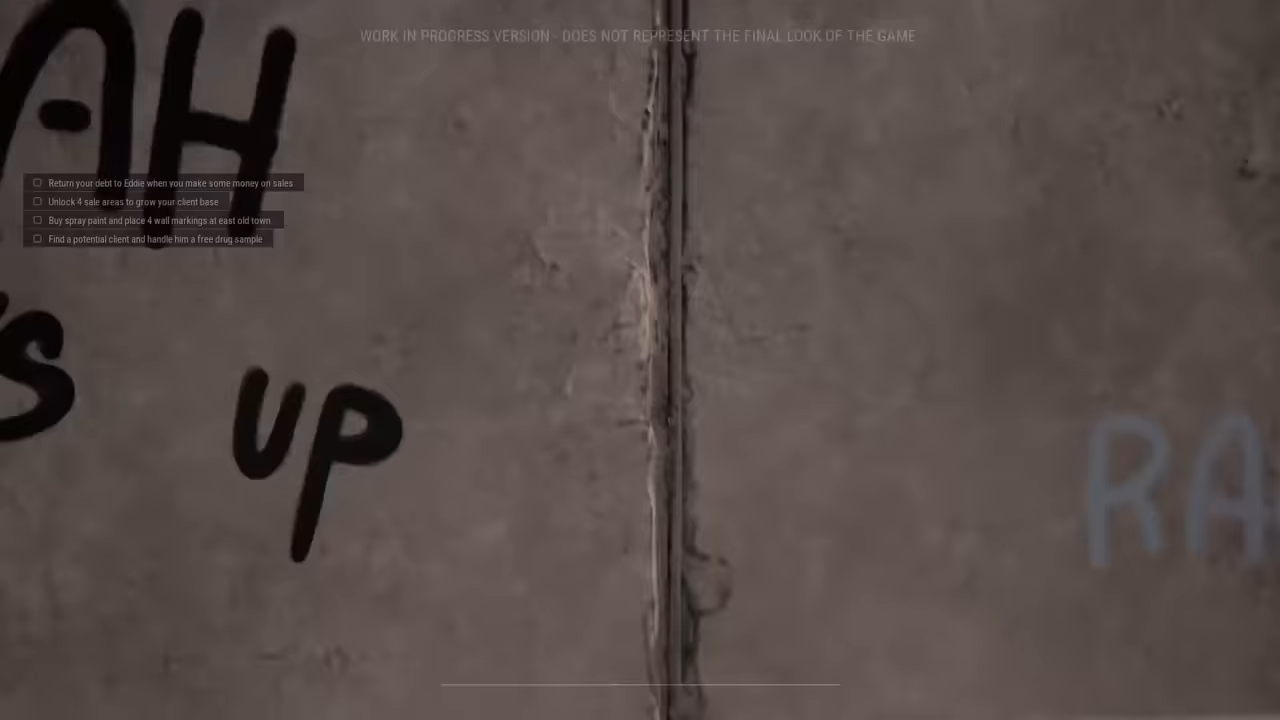 WORK IN PROGRESS VERSION - DOES NOT REPRESENT THE FINAL LOOK OF THE GAME
AH
Return your debt to Eddie when you make some money on sales
Unlock 4 sale areas to grow your client base
Buy spray paint and place 4 wall markings at east old town
Find a potential client and handle him a free drug sample
S
UP
RA